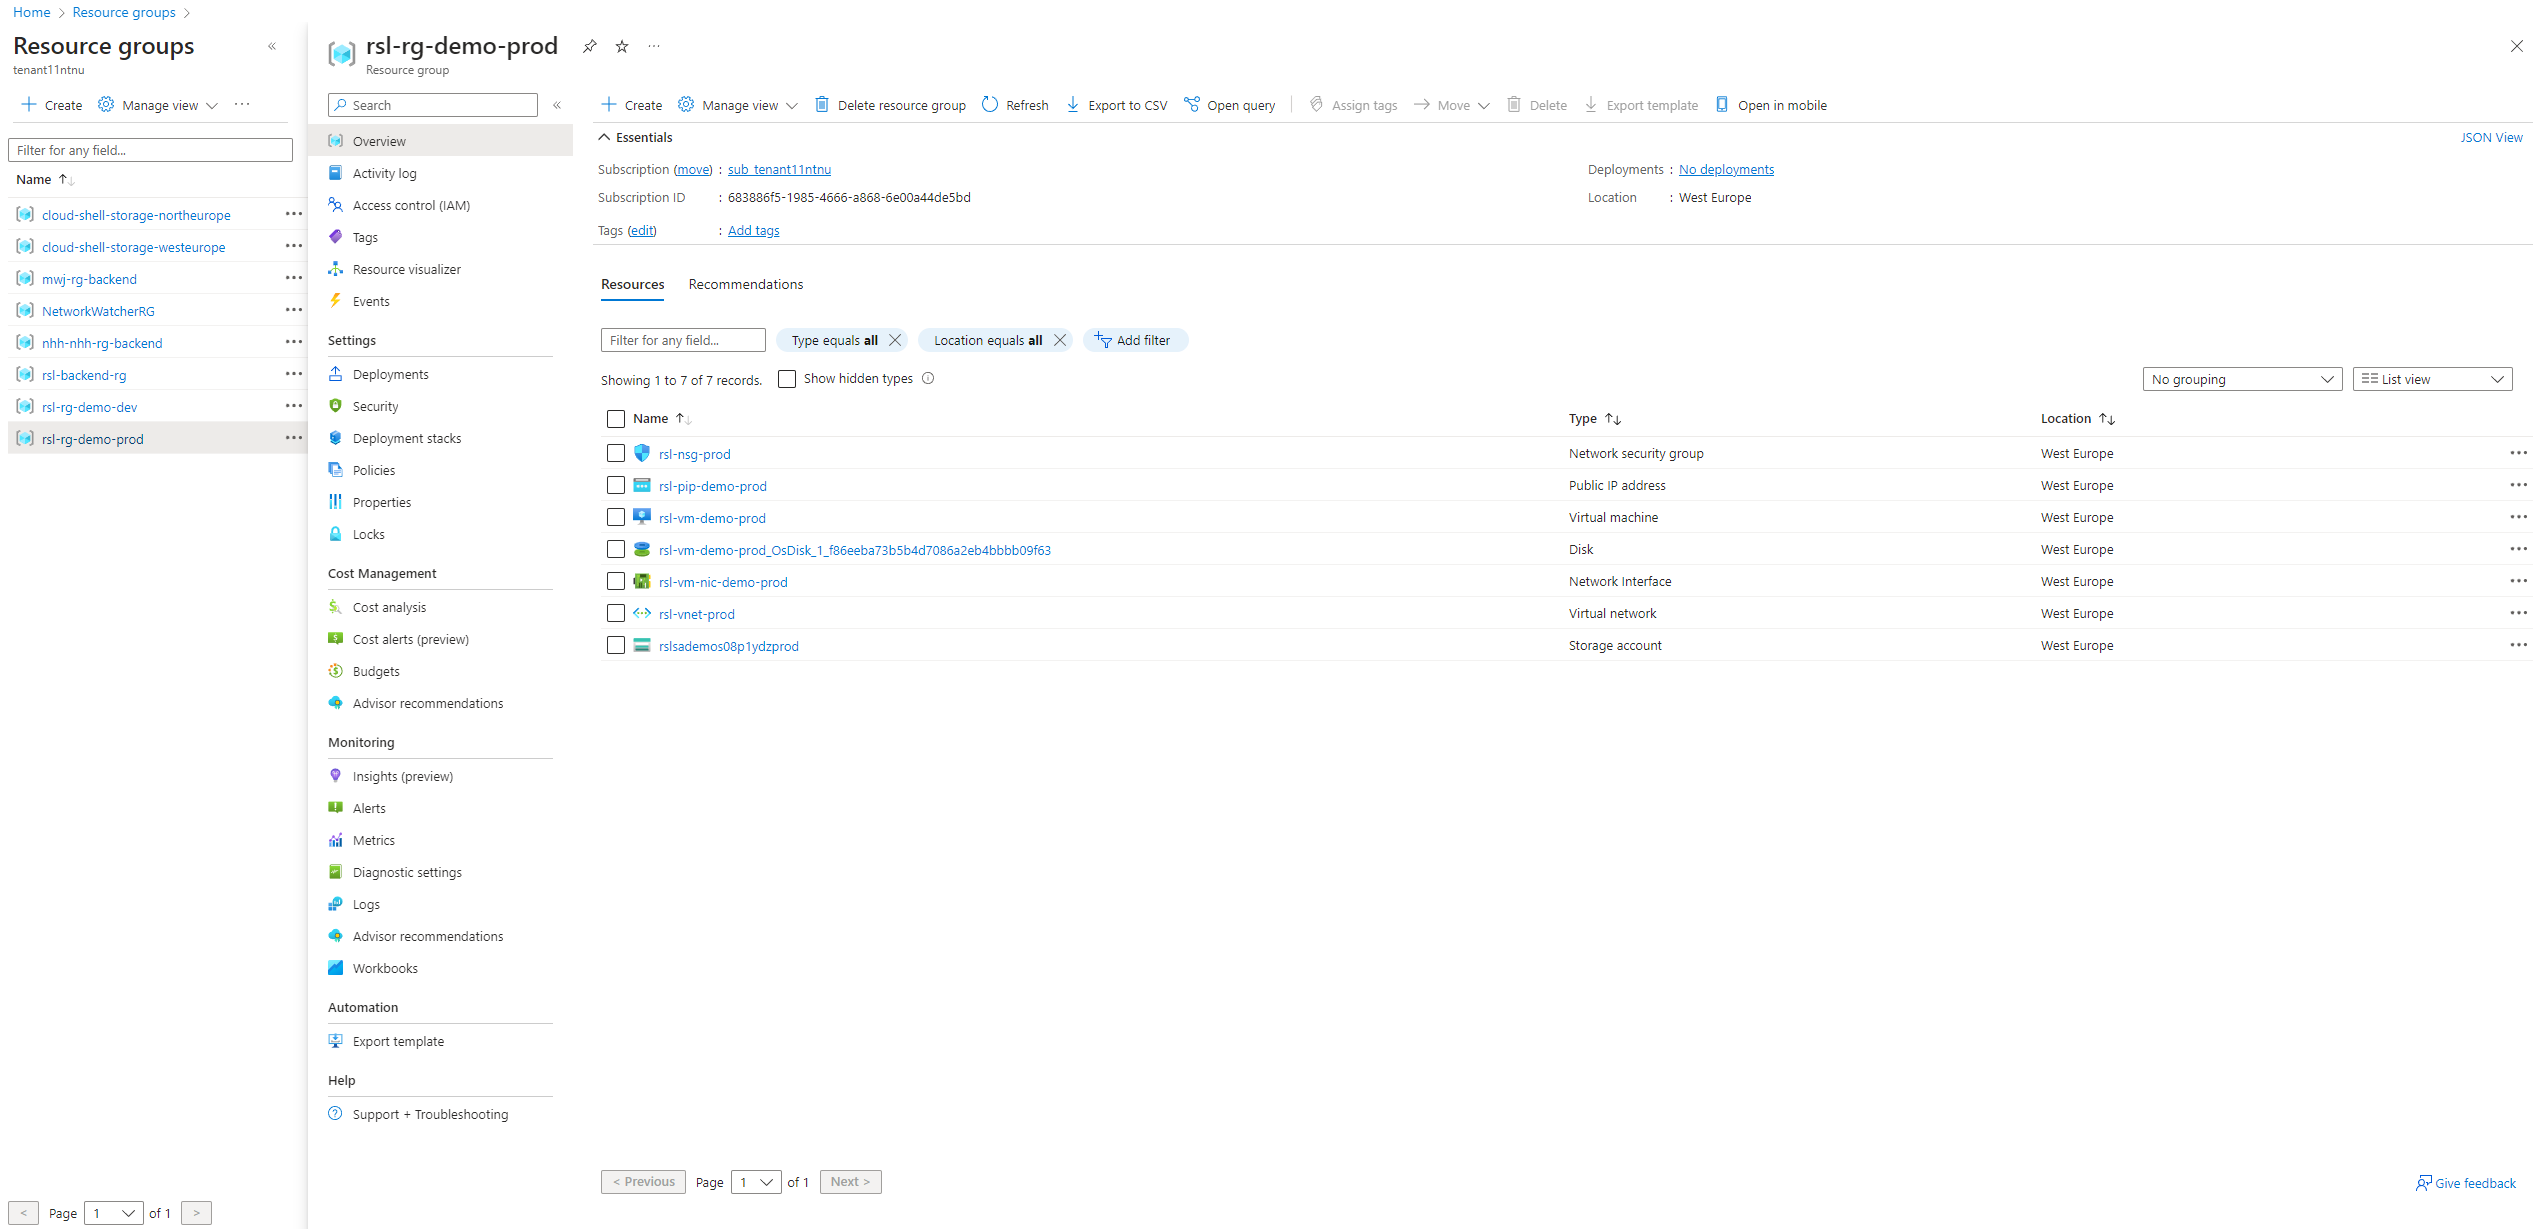 Home > Resource groups >
Resource groups
tenant11ntnu
Create Manage view
Filter for any field...
Name
cloud-shell-storage-northeurope
cloud-shell-storage-westeurope
mwj-rg-backend
NetworkWatcherRG
nhh-nhh-rg-backend
rsl-backend-rg
rsl-rg-demo-dev
rsl-rg-demo-prod
< Page 1 of 1 >
rsl-rg-demo-prod
Resource group
Search
Overview
Activity log
Access control (IAM)
Tags
Resource visualizer
Events
Settings
Deployments
Security
Deployment stacks
Policies
Properties
Locks
Cost Management
Cost analysis
Cost alerts (preview)
Budgets
Advisor recommendations
Monitoring
Insights (preview)
Alerts
Metrics
Diagnostic settings
Logs
Advisor recommendations
Workbooks
Automation
Export template
Help
Support + Troubleshooting
Create Manage view Delete resource group Refresh Export to CSV Open query Assign tags Move Delete Export template Open in mobile
Essentials JSON View
Subscription (move) : sub_tenant11ntnu Deployments : No deployments
Subscription ID : 683886f5-1985-4666-a868-6e00a44de5bd Location : West Europe
Tags (edit) : Add tags
Resources Recommendations
Filter for any field... Type equals all Location equals all Add filter
Showing 1 to 7 of 7 records. Show hidden types No grouping List view
Name Type Location
rsl-nsg-prod Network security group West Europe
rsl-pip-demo-prod Public IP address West Europe
rsl-vm-demo-prod Virtual machine West Europe
rsl-vm-demo-prod_OsDisk_1_f86eeba73b5b4d7086a2eb4bbbb09f63 Disk West Europe
rsl-vm-nic-demo-prod Network Interface West Europe
rsl-vnet-prod Virtual network West Europe
rslsademos08p1ydzprod Storage account West Europe
< Previous Page 1 of 1 Next >
Give feedback